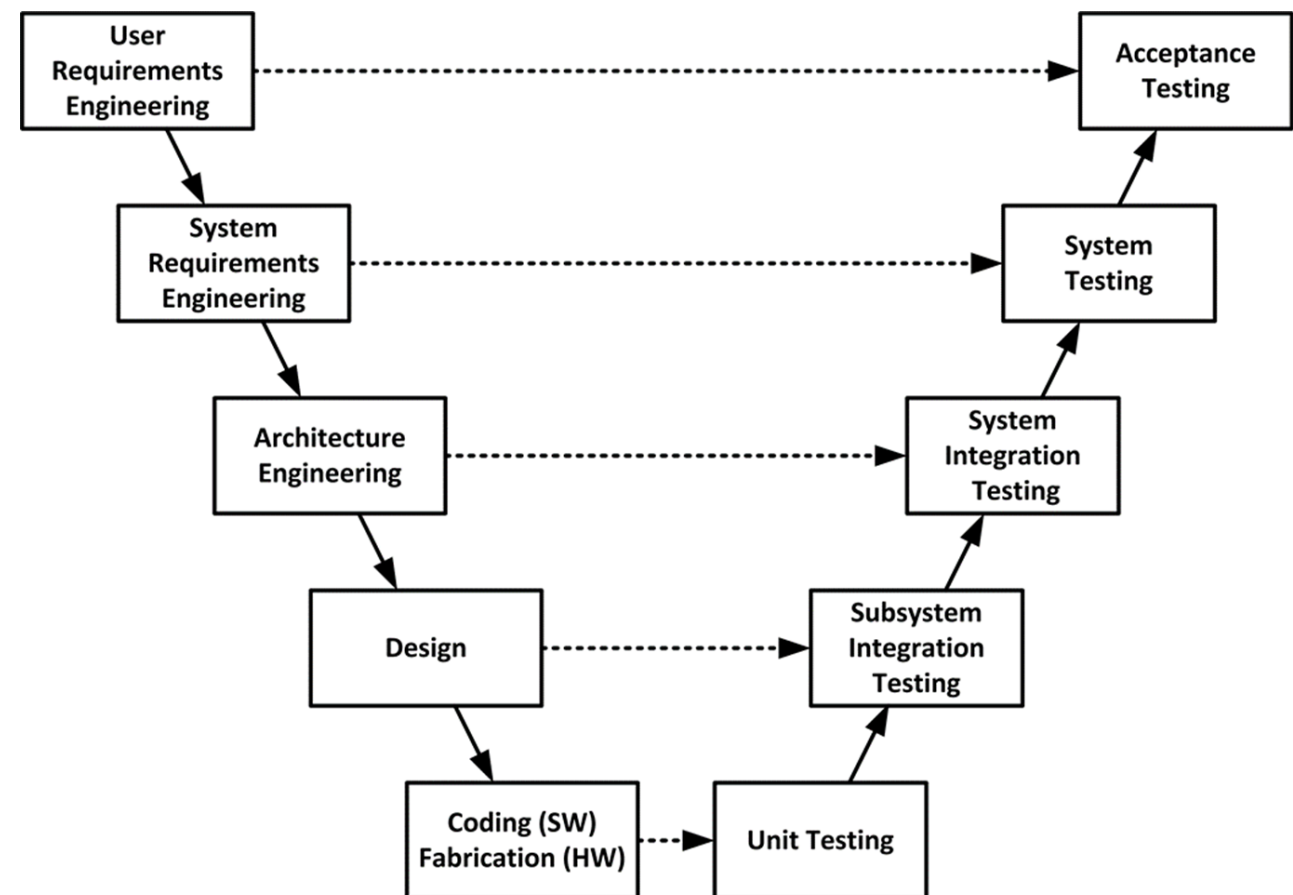 User
Requirements
Engineering
Acceptance
Testing
System
Requirements
Engineering
System
Testing
Architecture
Engineering
System
Integration
Testing
Design
Subsystem
Integration
Testing
Coding (SW)
Fabrication (HW)
Unit Testing